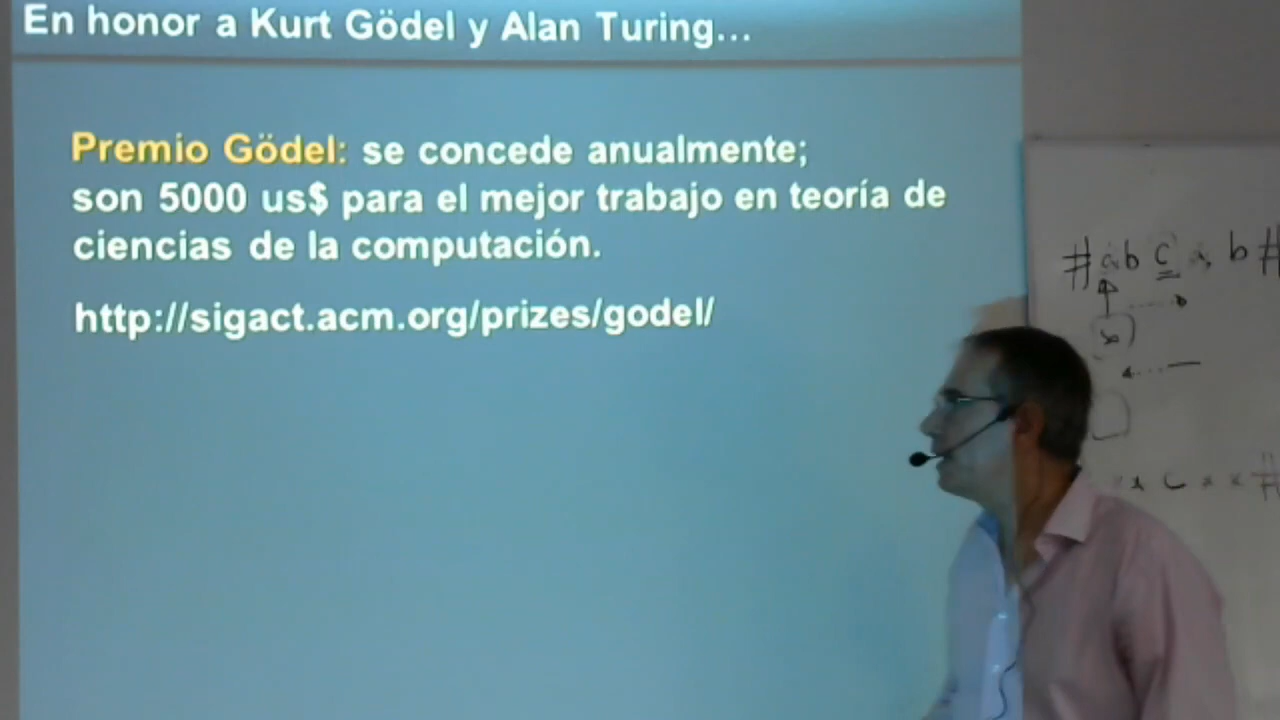 En honor a Kurt Gödel y Alan Turing...
Premio Gödel: se concede anualmente;
son 5000 us$ para el mejor trabajo en teoría de
ciencias de la computación.
http://sigact.acm.org/prizes/godel/
#abc a b#